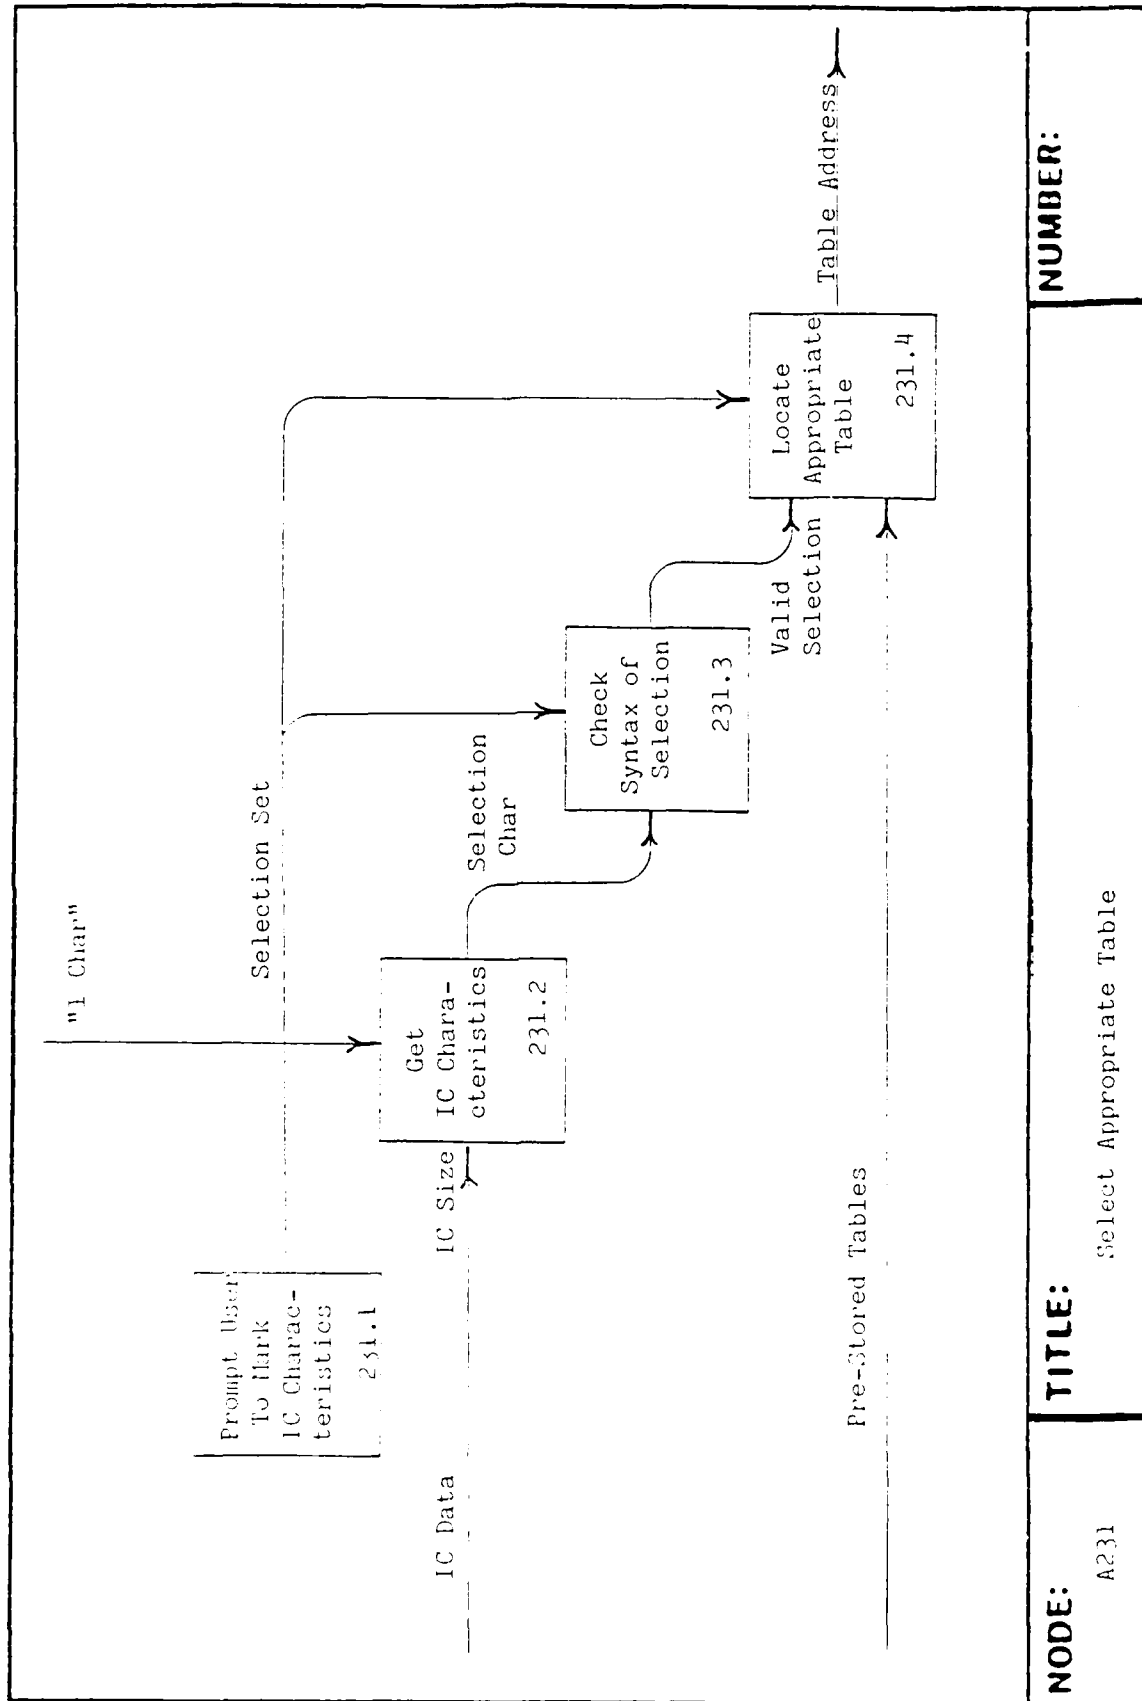 "1 Char"
Selection Set
Prompt User
To Mark
IC Charac-
teristics
231.1
IC Data
IC Size
Get
IC Chara-
cteristics
231.2
Selection
Char
Check
Syntax of
Selection
231.3
Valid
Selection
Locate
Appropriate
Table
231.4
Table Address
Pre-Stored Tables
NODE:
A231
TITLE:
Select Appropriate Table
NUMBER: